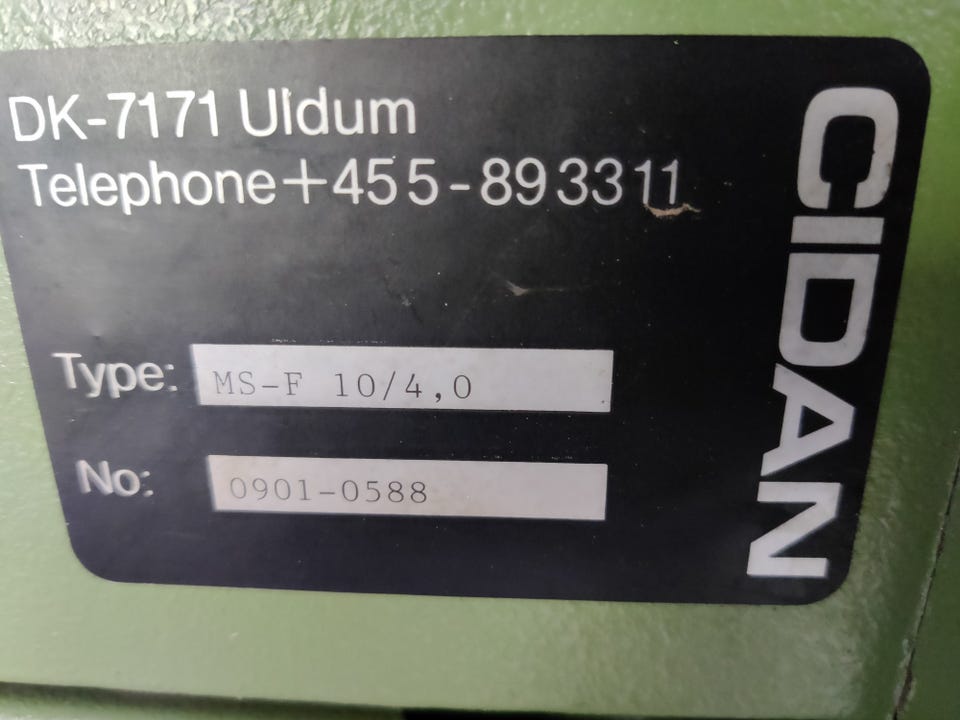 DK-7171 Uldum
Telephone+455-893311
Type: MS-F 10/4,0
No: 0901-0588
CIDAN